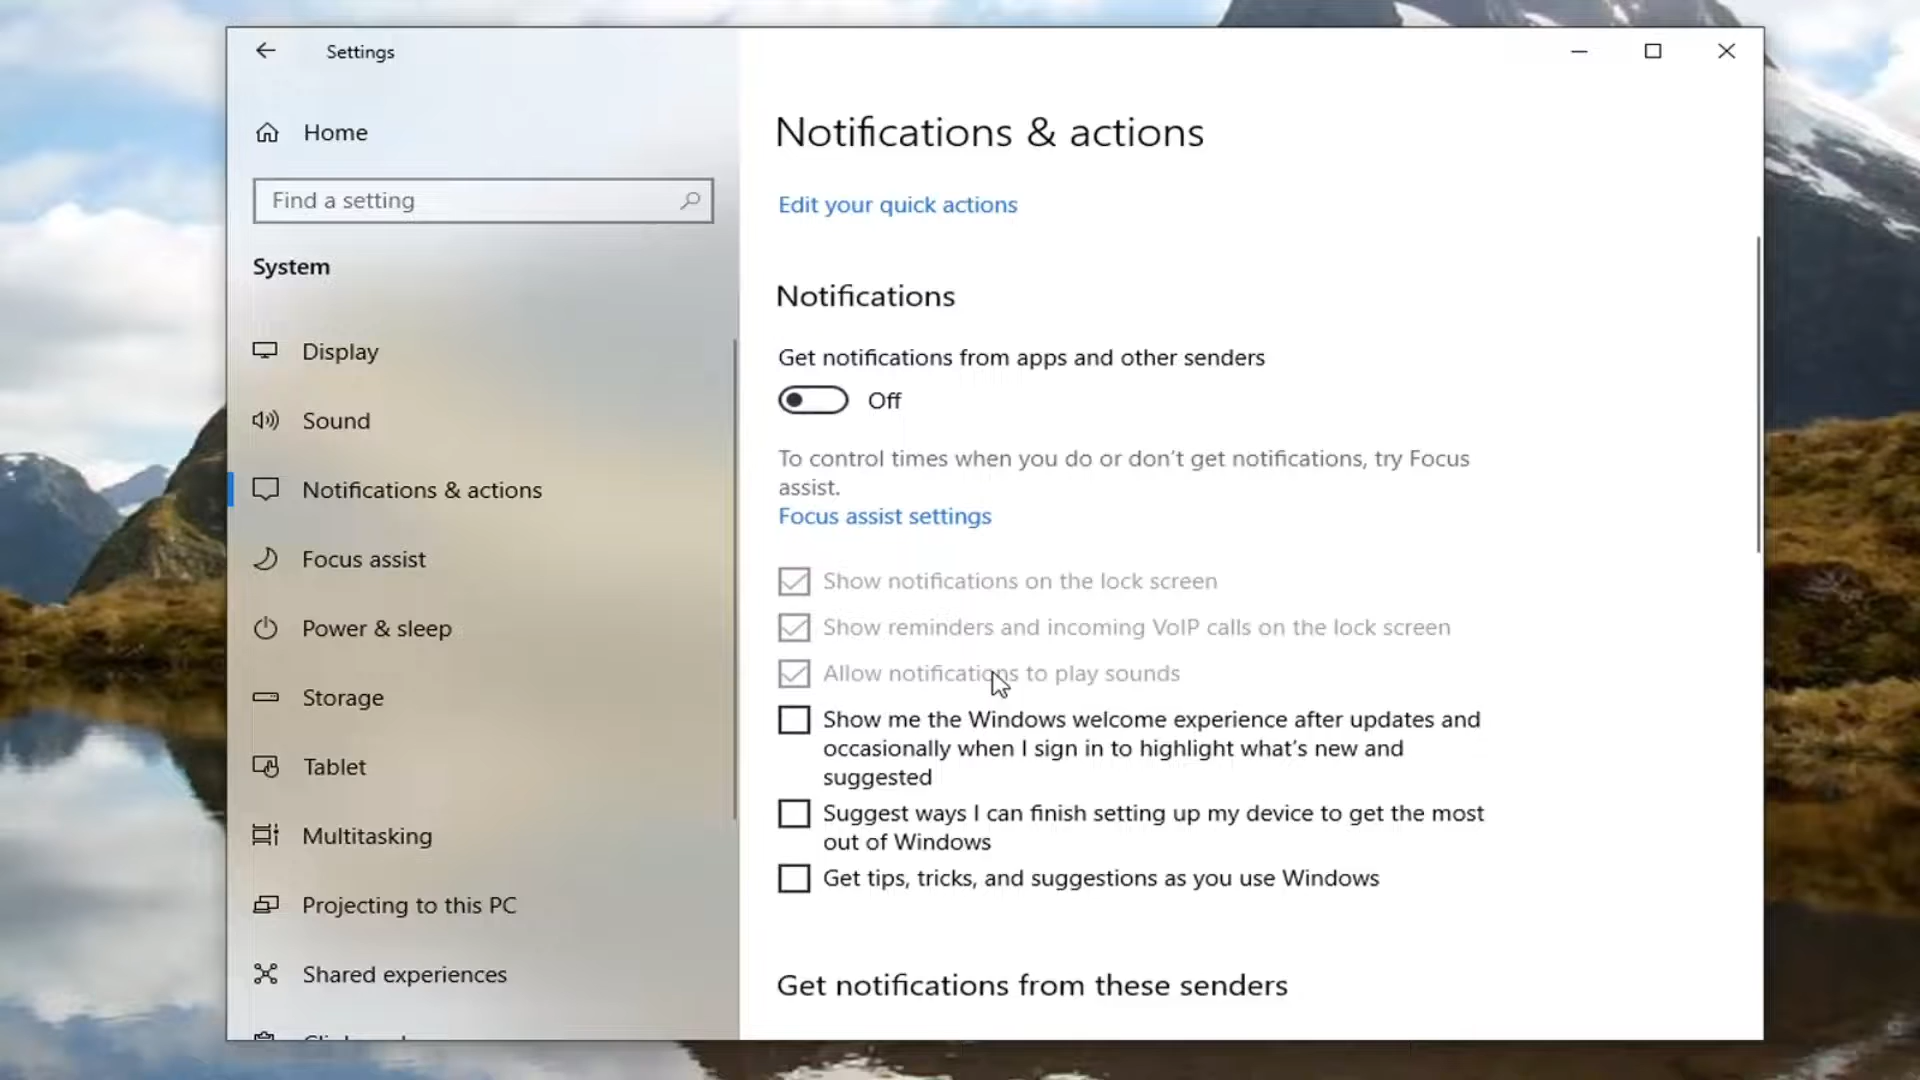 Settings
Home
Find a setting
System
Display
Sound
Notifications & actions
Focus assist
Power & sleep
Storage
Tablet
Multitasking
Projecting to this PC
Shared experiences
Notifications & actions
Edit your quick actions
Notifications
Get notifications from apps and other senders
Off
To control times when you do or don't get notifications, try Focus
assist.
Focus assist settings
Show notifications on the lock screen
Show reminders and incoming VoIP calls on the lock screen
Allow notifications to play sounds
Show me the Windows welcome experience after updates and
occasionally when I sign in to highlight what's new and
suggested
Suggest ways I can finish setting up my device to get the most
out of Windows
Get tips, tricks, and suggestions as you use Windows
Get notifications from these senders